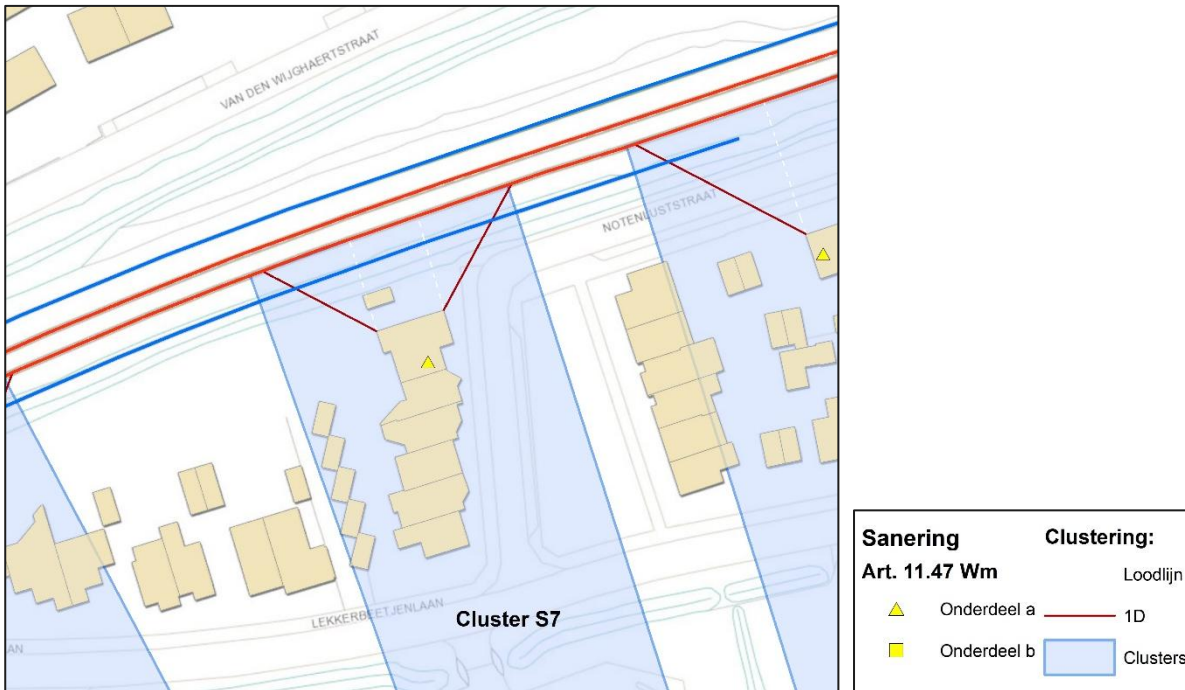 VAN DEN WIJGHAERTSTRAAT
NOTENLUSTSTRAAT
LEKKERBEETJENLAAN
AN
Cluster S7
Sanering
Clustering:
Art. 11.47 Wm
Loodlijn
Onderdeel a
1D
Onderdeel b
Clusters